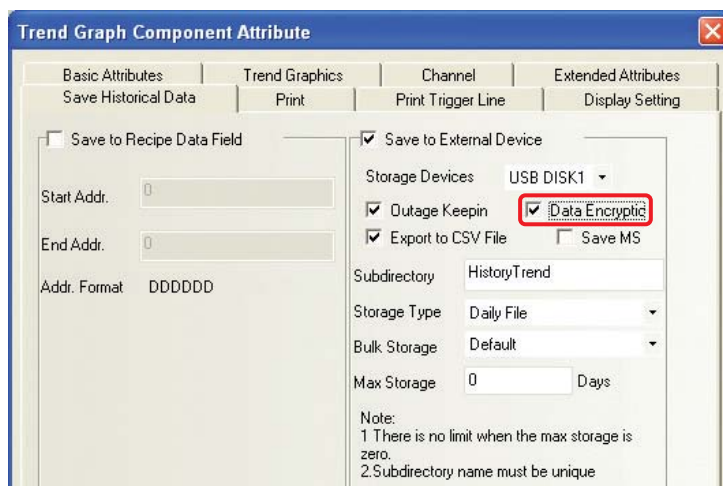 Trend Graph Component Attribute
Basic Attributes Trend Graphics Channel Extended Attributes
Save Historical Data Print Print Trigger Line Display Setting
Save to Recipe Data Field
Start Addr. 0
End Addr. 0
Addr. Format DDDDDD
Save to External Device
Storage Devices USB DISK1
Outage Keepin Data Encryptic
Export to CSV File Save MS
Subdirectory HistoryTrend
Storage Type Daily File
Bulk Storage Default
Max Storage 0 Days
Note:
1 There is no limit when the max storage is
zero.
2.Subdirectory name must be unique